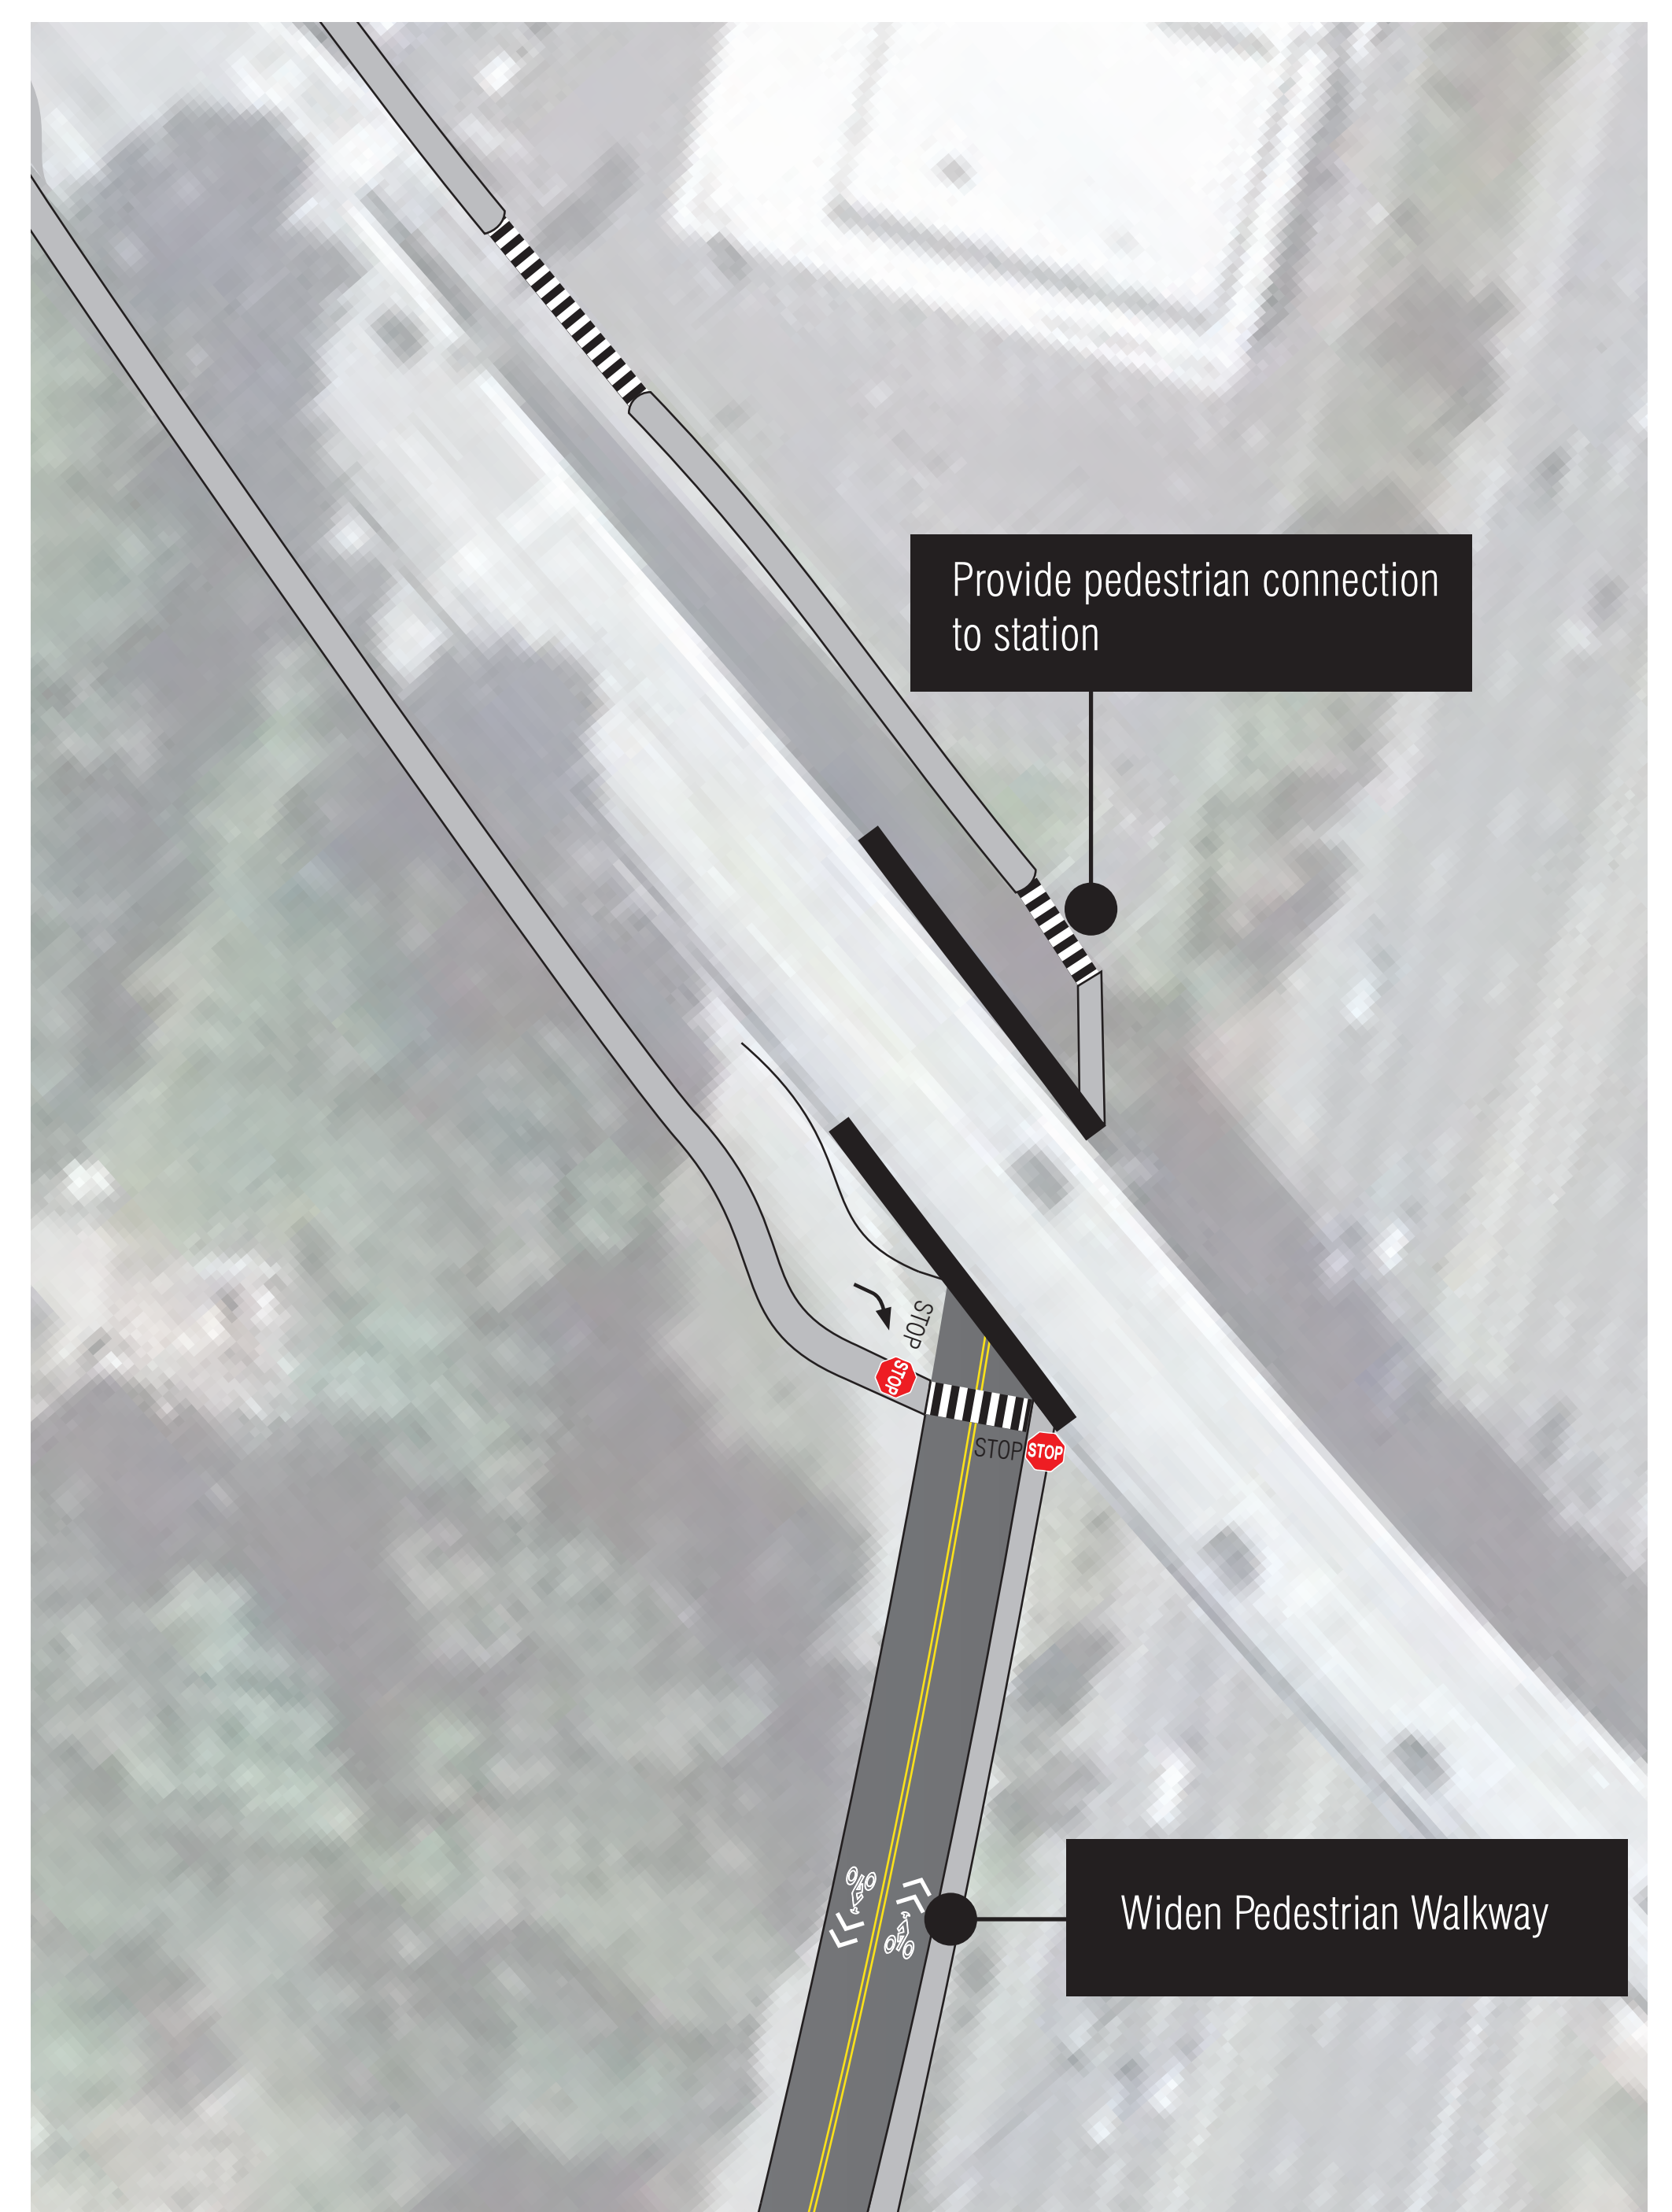 Provide pedestrian connection
to station
STOP
STOP
STOP
STOP
Widen Pedestrian Walkway